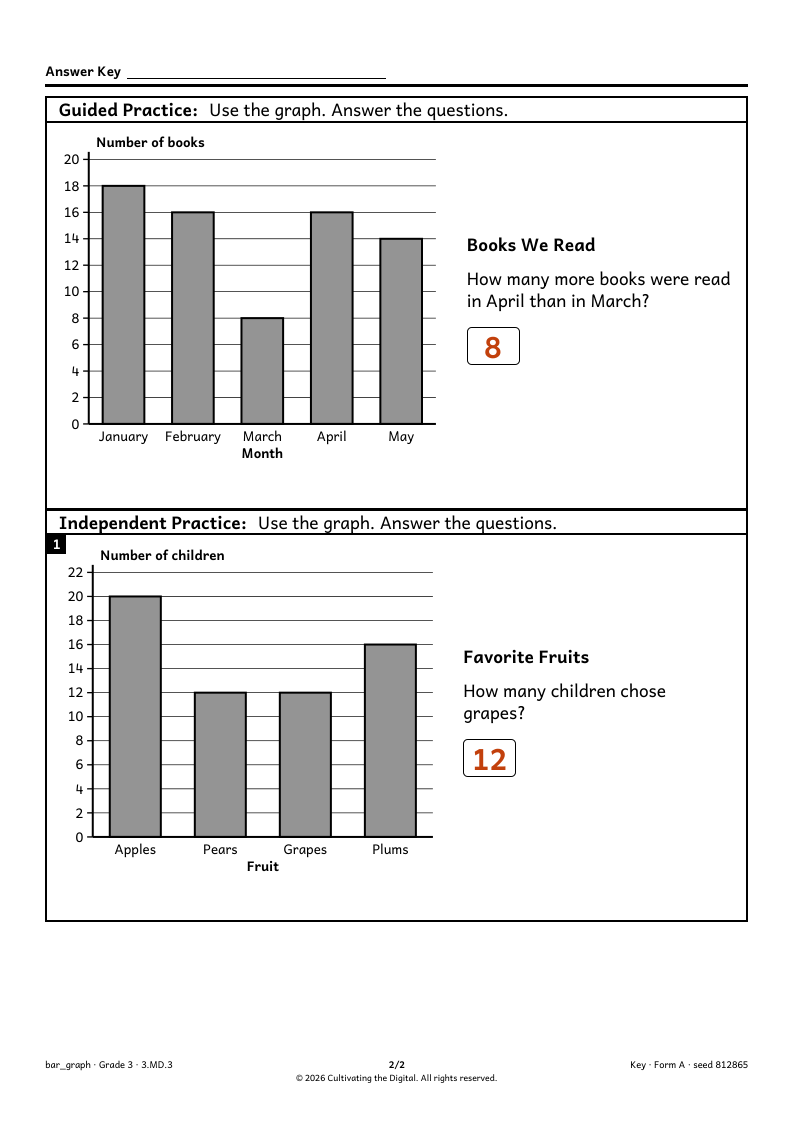 Answer Key
Guided Practice: Use the graph. Answer the questions.
Number of books
20
18
16
14
12
10
8
6
4
2
0
January February March April May
Month
Books We Read
How many more books were read
in April than in March?
8
Independent Practice: Use the graph. Answer the questions.
1
Number of children
22
20
18
16
14
12
10
8
6
4
2
0
Apples Pears Grapes Plums
Fruit
Favorite Fruits
How many children chose
grapes?
12
bar_graph · Grade 3 · 3.MD.3 2/2 Key · Form A · seed 812865
© 2026 Cultivating the Digital. All rights reserved.